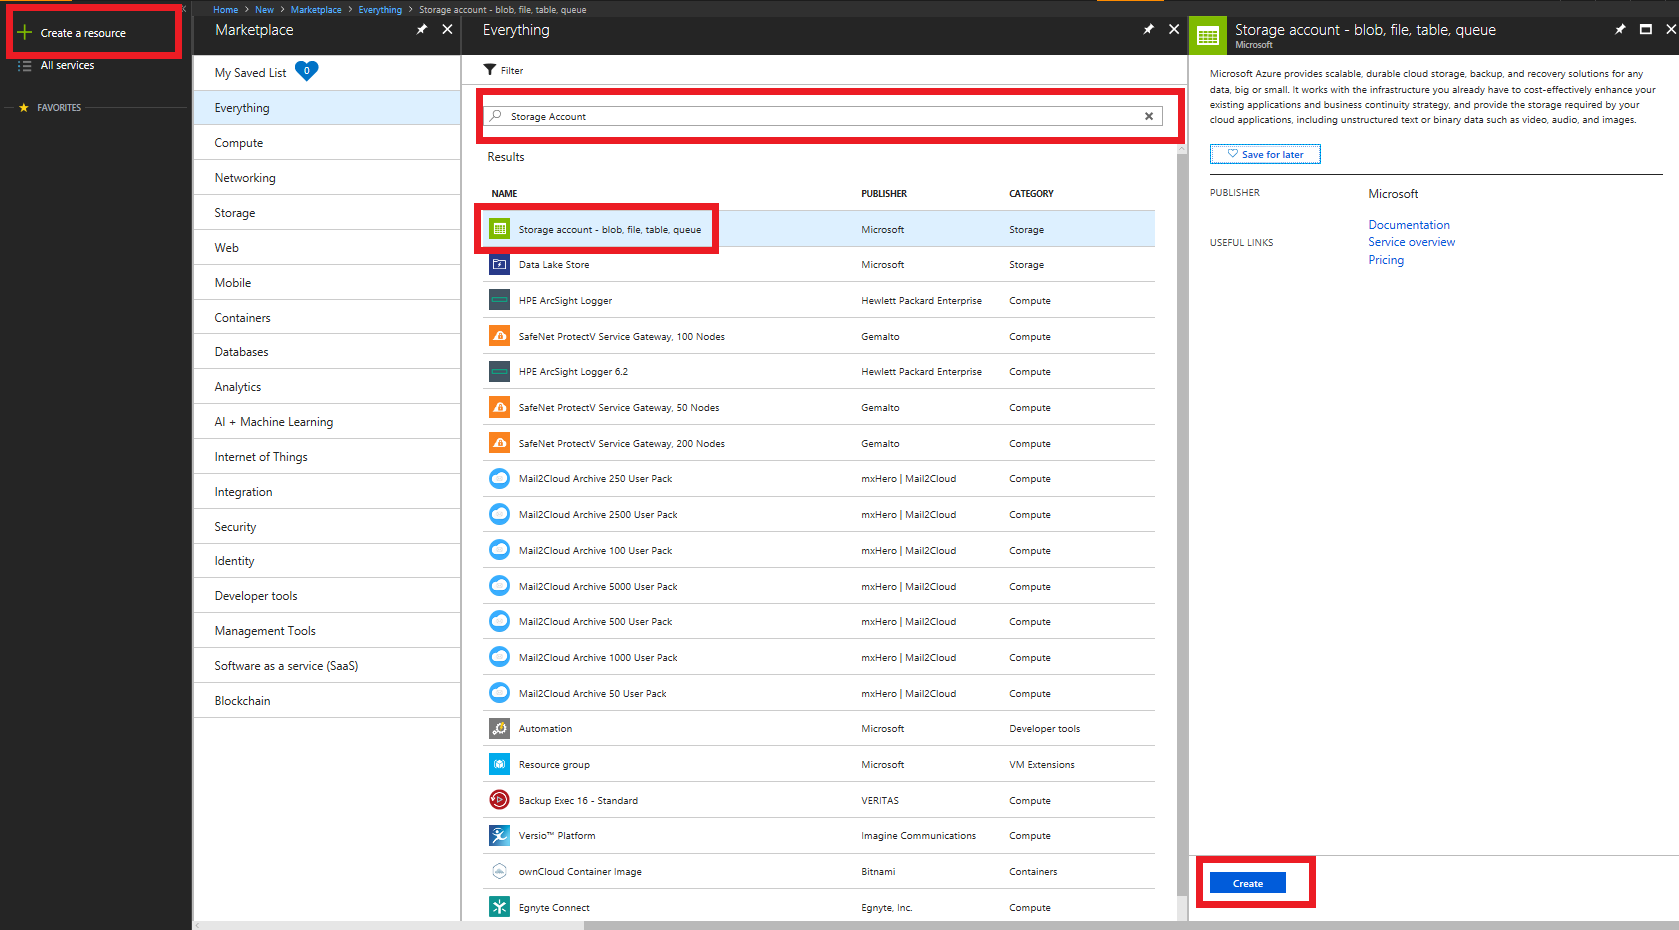 Home > New > Marketplace > Everything > Storage account - blob, file, table, queue
Create a resource
All services
FAVORITES
Marketplace
My Saved List 0
Everything
Compute
Networking
Storage
Web
Mobile
Containers
Databases
Analytics
AI + Machine Learning
Internet of Things
Integration
Security
Identity
Developer tools
Management Tools
Software as a service (SaaS)
Blockchain
Everything
Filter
Storage Account
Results
NAME PUBLISHER CATEGORY
Storage account - blob, file, table, queue Microsoft Storage
Data Lake Store Microsoft Storage
HPE ArcSight Logger Hewlett Packard Enterprise Compute
SafeNet ProtectV Service Gateway, 100 Nodes Gemalto Compute
HPE ArcSight Logger 6.2 Hewlett Packard Enterprise Compute
SafeNet ProtectV Service Gateway, 50 Nodes Gemalto Compute
SafeNet ProtectV Service Gateway, 200 Nodes Gemalto Compute
Mail2Cloud Archive 250 User Pack mxHero | Mail2Cloud Compute
Mail2Cloud Archive 2500 User Pack mxHero | Mail2Cloud Compute
Mail2Cloud Archive 100 User Pack mxHero | Mail2Cloud Compute
Mail2Cloud Archive 5000 User Pack mxHero | Mail2Cloud Compute
Mail2Cloud Archive 500 User Pack mxHero | Mail2Cloud Compute
Mail2Cloud Archive 1000 User Pack mxHero | Mail2Cloud Compute
Mail2Cloud Archive 50 User Pack mxHero | Mail2Cloud Compute
Automation Microsoft Developer tools
Resource group Microsoft VM Extensions
Backup Exec 16 - Standard VERITAS Compute
Versio™ Platform Imagine Communications Compute
ownCloud Container Image Bitnami Containers
Egnyte Connect Egnyte, Inc. Compute
Storage account - blob, file, table, queue
Microsoft
Microsoft Azure provides scalable, durable cloud storage, backup, and recovery solutions for any
data, big or small. It works with the infrastructure you already have to cost-effectively enhance your
existing applications and business continuity strategy, and provide the storage required by your
cloud applications, including unstructured text or binary data such as video, audio, and images.
Save for later
PUBLISHER Microsoft
USEFUL LINKS
Documentation
Service overview
Pricing
Create